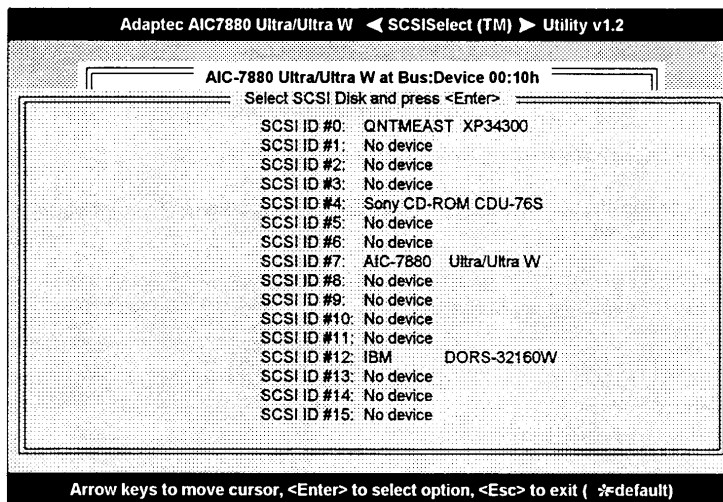 Adaptec AIC7880 Ultra/Ultra W ◄ SCSISelect (TM) ► Utility v1.2
AIC-7880 Ultra/Ultra W at Bus:Device 00:10h
Select SCSI Disk and press <Enter>
SCSI ID #0: QNTMEAST XP34300
SCSI ID #1: No device
SCSI ID #2: No device
SCSI ID #3: No device
SCSI ID #4: Sony CD-ROM CDU-76S
SCSI ID #5: No device
SCSI ID #6: No device
SCSI ID #7: AIC-7880 Ultra/Ultra W
SCSI ID #8: No device
SCSI ID #9: No device
SCSI ID #10: No device
SCSI ID #11: No device
SCSI ID #12: IBM DORS-32160W
SCSI ID #13: No device
SCSI ID #14: No device
SCSI ID #15: No device
Arrow keys to move cursor, <Enter> to select option, <Esc> to exit ( *=default)